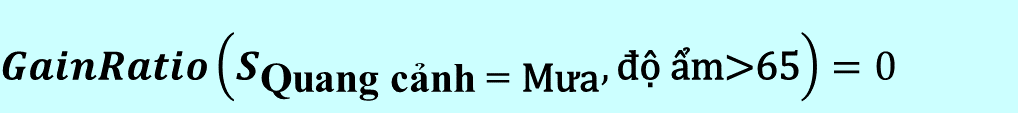 GainRatio(S_Quang cảnh = Mưa, độ ẩm>65) = 0